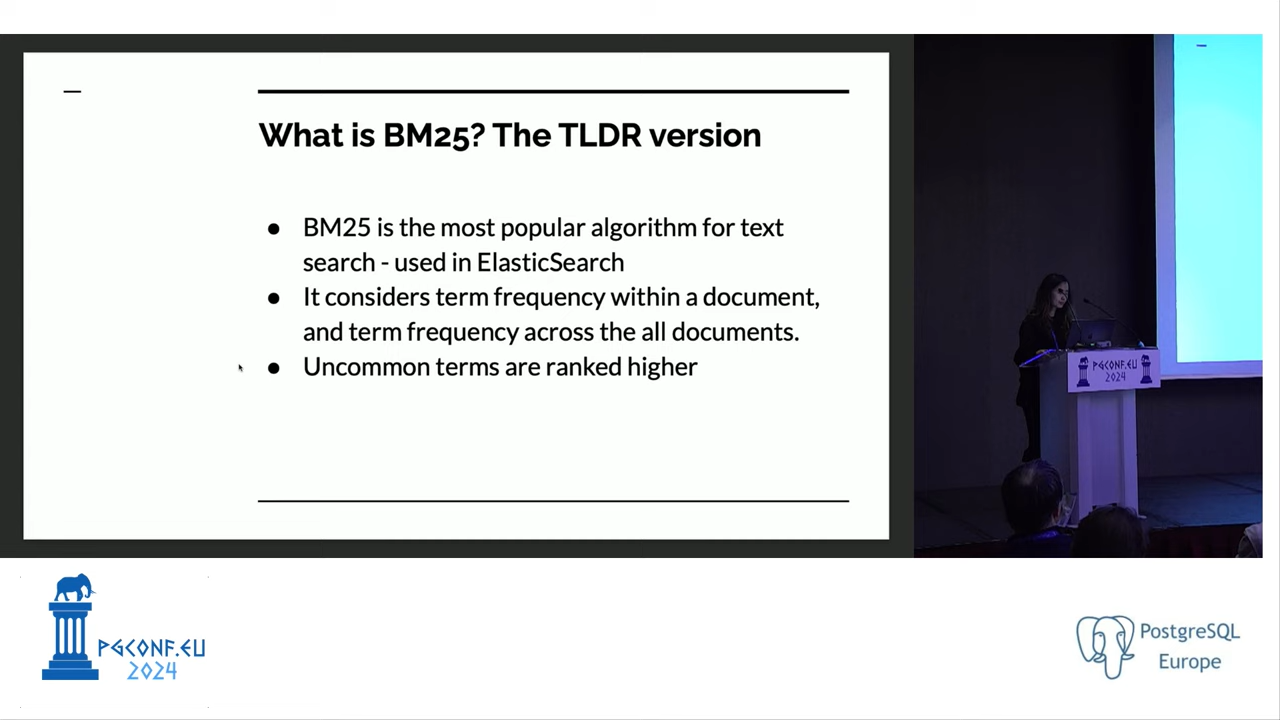 What is BM25? The TLDR version
● BM25 is the most popular algorithm for text
search - used in ElasticSearch
● It considers term frequency within a document,
and term frequency across the all documents.
● Uncommon terms are ranked higher
PGCONF.EU
2024
PGCONF.EU
2024
PostgreSQL
Europe